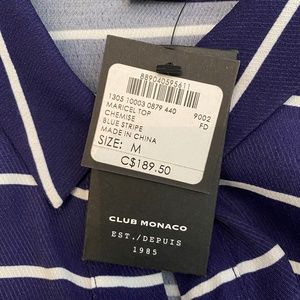 889040595611
1305 10003 0879 440 9002
MARICEL TOP FD
CHEMISE
BLUE STRIPE
MADE IN CHINA
SIZE: M
C$189.50
CLUB MONACO
EST./DEPUIS
1985